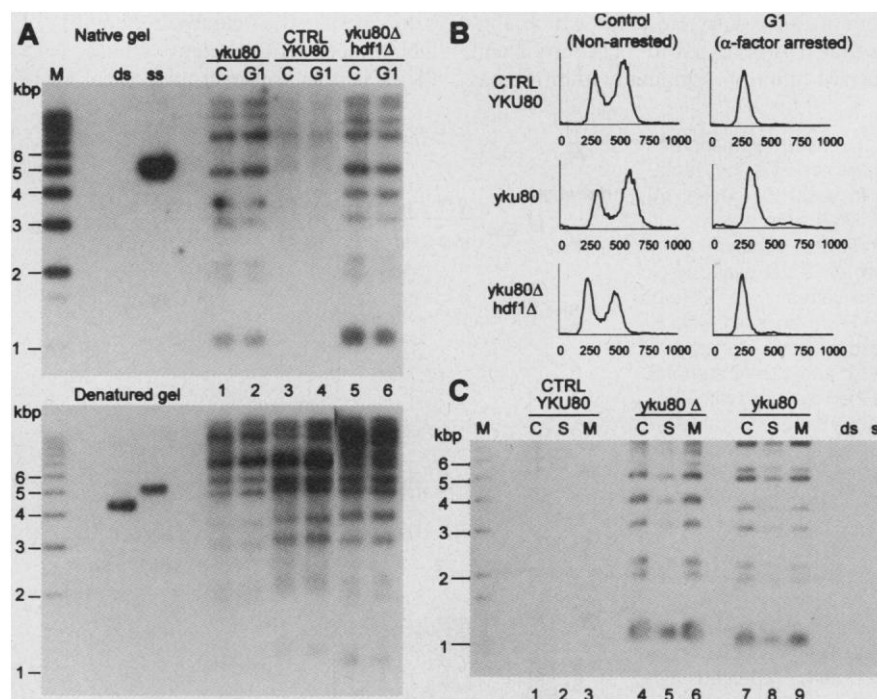 A
Native gel
yku80
CTRL
YKU80
yku80Δ
hdf1Δ
M ds ss C G1 C G1 C G1
kbp
6
5
4
3
2
1
1 2 3 4 5 6
Denatured gel
kbp
6
5
4
3
2
1
B
Control
(Non-arrested)
G1
(α-factor arrested)
CTRL
YKU80
0 250 500 750 1000
0 250 500 750 1000
yku80
0 250 500 750 1000
0 250 500 750 1000
yku80Δ
hdf1Δ
0 250 500 750 1000
0 250 500 750 1000
C
CTRL
YKU80
yku80 Δ
yku80
kbp
M C S M C S M C S M ds s
6
5
4
3
2
1
1 2 3 4 5 6 7 8 9